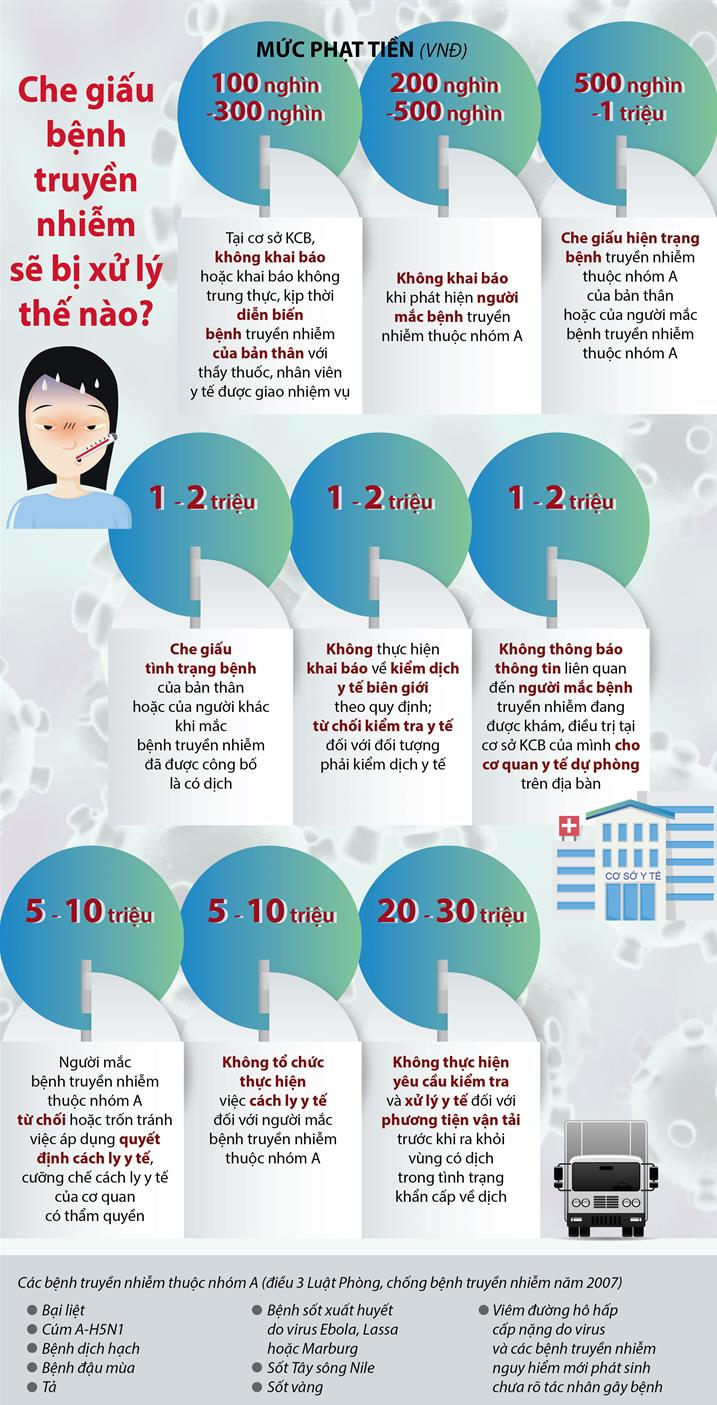 MỨC PHẠT TIỀN (VNĐ)
Che giấu
bệnh
truyền
nhiễm
sẽ bị xử lý
thế nào?
100 nghìn
-300 nghìn
Tại cơ sở KCB,
không khai báo
hoặc khai báo không
trung thực, kịp thời
diễn biến
bệnh truyền nhiễm
của bản thân với
thầy thuốc, nhân viên
y tế được giao nhiệm vụ
200 nghìn
-500 nghìn
Không khai báo
khi phát hiện người
mắc bệnh truyền
nhiễm thuộc nhóm A
500 nghìn
-1 triệu
Che giấu hiện trạng
bệnh truyền nhiễm
thuộc nhóm A
của bản thân
hoặc của người mắc
bệnh truyền nhiễm
thuộc nhóm A
1 - 2 triệu
Che giấu
tình trạng bệnh
của bản thân
hoặc của người khác
khi mắc
bệnh truyền nhiễm
đã được công bố
là có dịch
1 - 2 triệu
Không thực hiện
khai báo về kiểm dịch
y tế biên giới
theo quy định;
từ chối kiểm tra y tế
đối với đối tượng
phải kiểm dịch y tế
1 - 2 triệu
Không thông báo
thông tin liên quan
đến người mắc bệnh
truyền nhiễm đang
được khám, điều trị tại
cơ sở KCB của mình cho
cơ quan y tế dự phòng
trên địa bàn
CƠ SỞ Y TẾ
5 - 10 triệu
Người mắc
bệnh truyền nhiễm
thuộc nhóm A
từ chối hoặc trốn tránh
việc áp dụng quyết
định cách ly y tế,
cưỡng chế cách ly y tế
của cơ quan
có thẩm quyền
5 - 10 triệu
Không tổ chức
thực hiện
việc cách ly y tế
đối với người mắc
bệnh truyền nhiễm
thuộc nhóm A
20 - 30 triệu
Không thực hiện
yêu cầu kiểm tra
và xử lý y tế đối với
phương tiện vận tải
trước khi ra khỏi
vùng có dịch
trong tình trạng
khẩn cấp về dịch
Các bệnh truyền nhiễm thuộc nhóm A (điều 3 Luật Phòng, chống bệnh truyền nhiễm năm 2007)
Bại liệt
Cúm A-H5N1
Bệnh dịch hạch
Bệnh đậu mùa
Tả
Bệnh sốt xuất huyết
do virus Ebola, Lassa
hoặc Marburg
Sốt Tây sông Nile
Sốt vàng
Viêm đường hô hấp
cấp nặng do virus
và các bệnh truyền nhiễm
nguy hiểm mới phát sinh
chưa rõ tác nhân gây bệnh